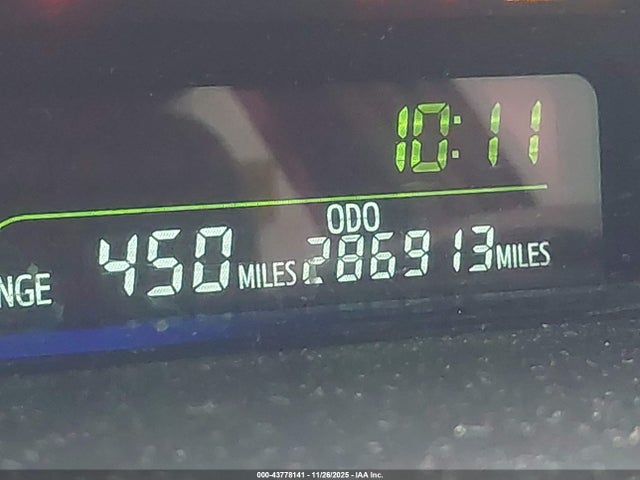 10:11
ODO
NGE 450 MILES 286913 MILES
000-43778141 - 11/26/2025 - IAA Inc.